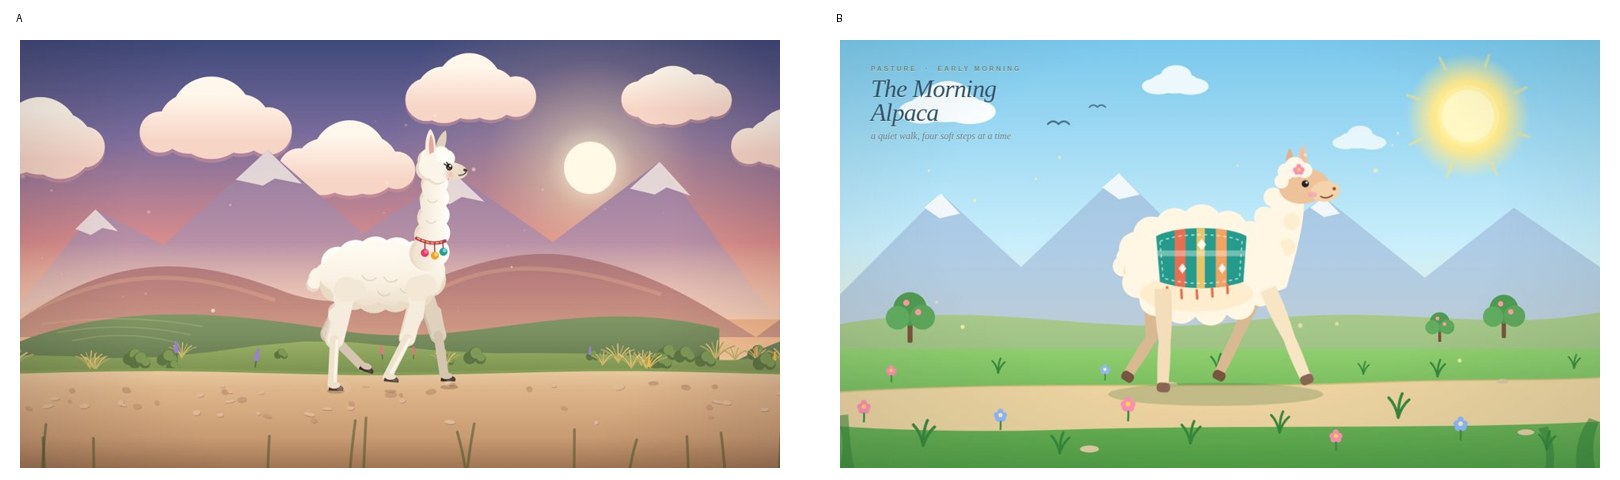 A
B
PASTURE · EARLY MORNING
The Morning
Alpaca
a quiet walk, four soft steps at a time